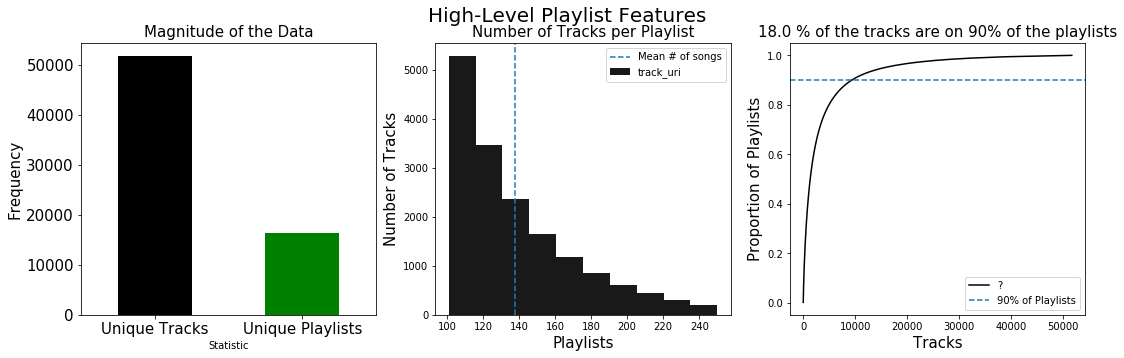 High-Level Playlist Features
Magnitude of the Data
Frequency
50000
40000
30000
20000
10000
0
Unique Tracks
Unique Playlists
Statistic
Number of Tracks per Playlist
Number of Tracks
5000
4000
3000
2000
1000
0
100 120 140 160 180 200 220 240
Playlists
Mean # of songs
track_uri
18.0 % of the tracks are on 90% of the playlists
Proportion of Playlists
1.0
0.8
0.6
0.4
0.2
0.0
0 10000 20000 30000 40000 50000
Tracks
?
90% of Playlists